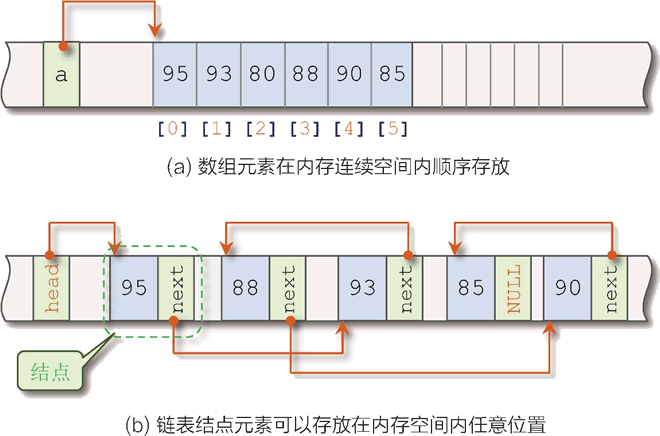 a 95 93 80 88 90 85
[0] [1] [2] [3] [4] [5]
(a) 数组元素在内存连续空间内顺序存放
head 95 next 88 next 93 next 85 NULL 90 next
结点
(b) 链表结点元素可以存放在内存空间内任意位置